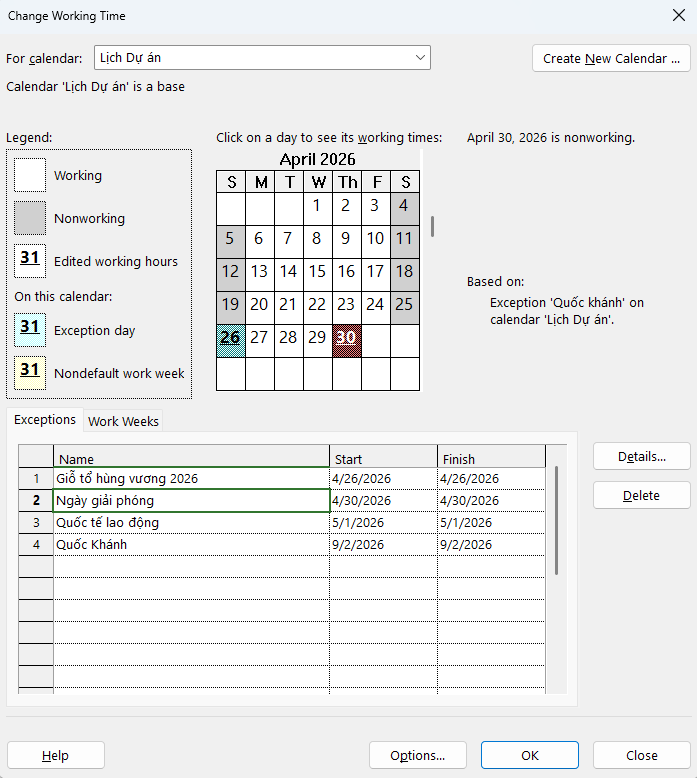 Change Working Time
For calendar: Lịch Dự án
Create New Calendar ...
Calendar 'Lịch Dự án' is a base
Legend:
Working
Nonworking
31 Edited working hours
On this calendar:
31 Exception day
31 Nondefault work week
Click on a day to see its working times:
April 2026
S M T W Th F S
1 2 3 4
5 6 7 8 9 10 11
12 13 14 15 16 17 18
19 20 21 22 23 24 25
26 27 28 29 30
April 30, 2026 is nonworking.
Based on:
Exception 'Quốc khánh' on
calendar 'Lịch Dự án'.
Exceptions Work Weeks
Name Start Finish
1 Giỗ tổ hùng vương 2026 4/26/2026 4/26/2026
2 Ngày giải phóng 4/30/2026 4/30/2026
3 Quốc tế lao động 5/1/2026 5/1/2026
4 Quốc Khánh 9/2/2026 9/2/2026
Details...
Delete
Help Options... OK Close